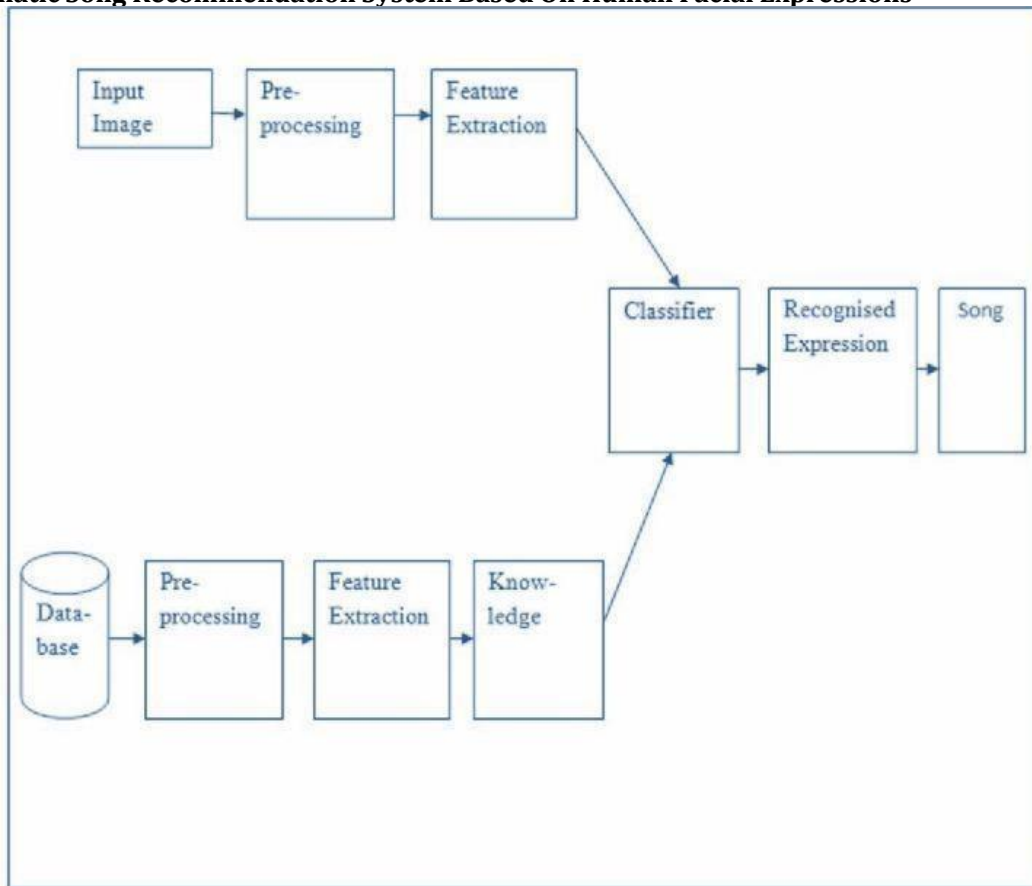 Song Recommendation System Based On Human Facial Expressions
Input
Image
Pre-
processing
Feature
Extraction
Classifier
Recognised
Expression
Song
Data-
base
Pre-
processing
Feature
Extraction
Know-
ledge